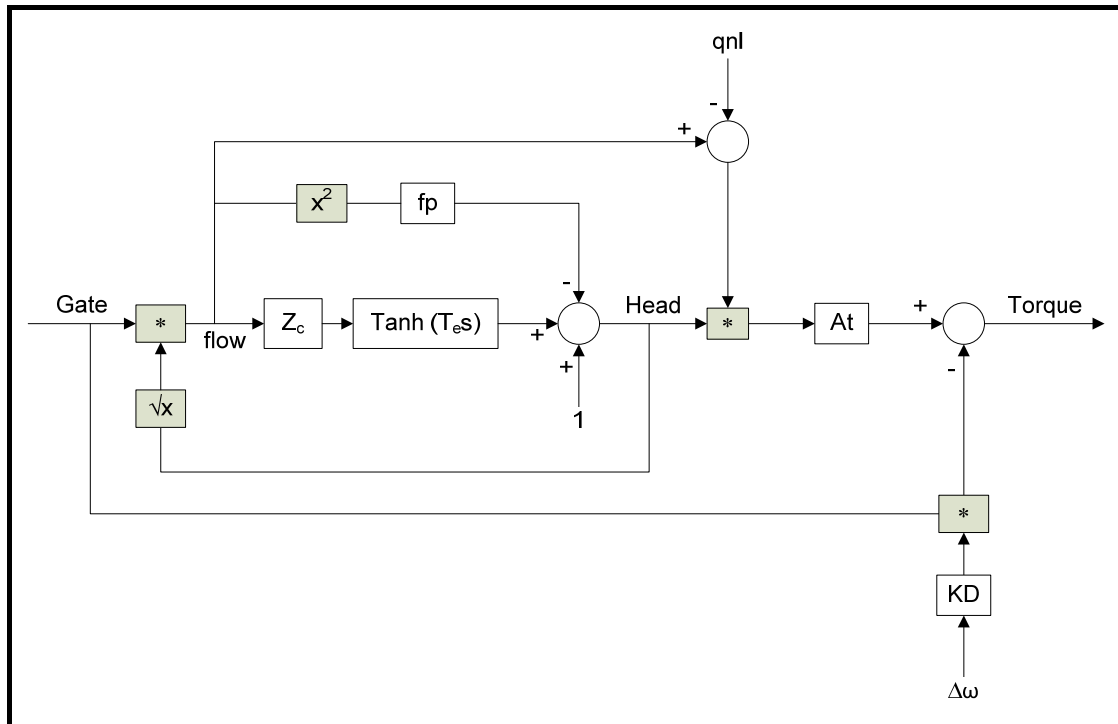 qnl
-
+
x²
fp
-
Gate
*
flow
Zc
Tanh (Tes)
+
+
1
Head
*
At
+
Torque
-
√x
*
KD
Δω